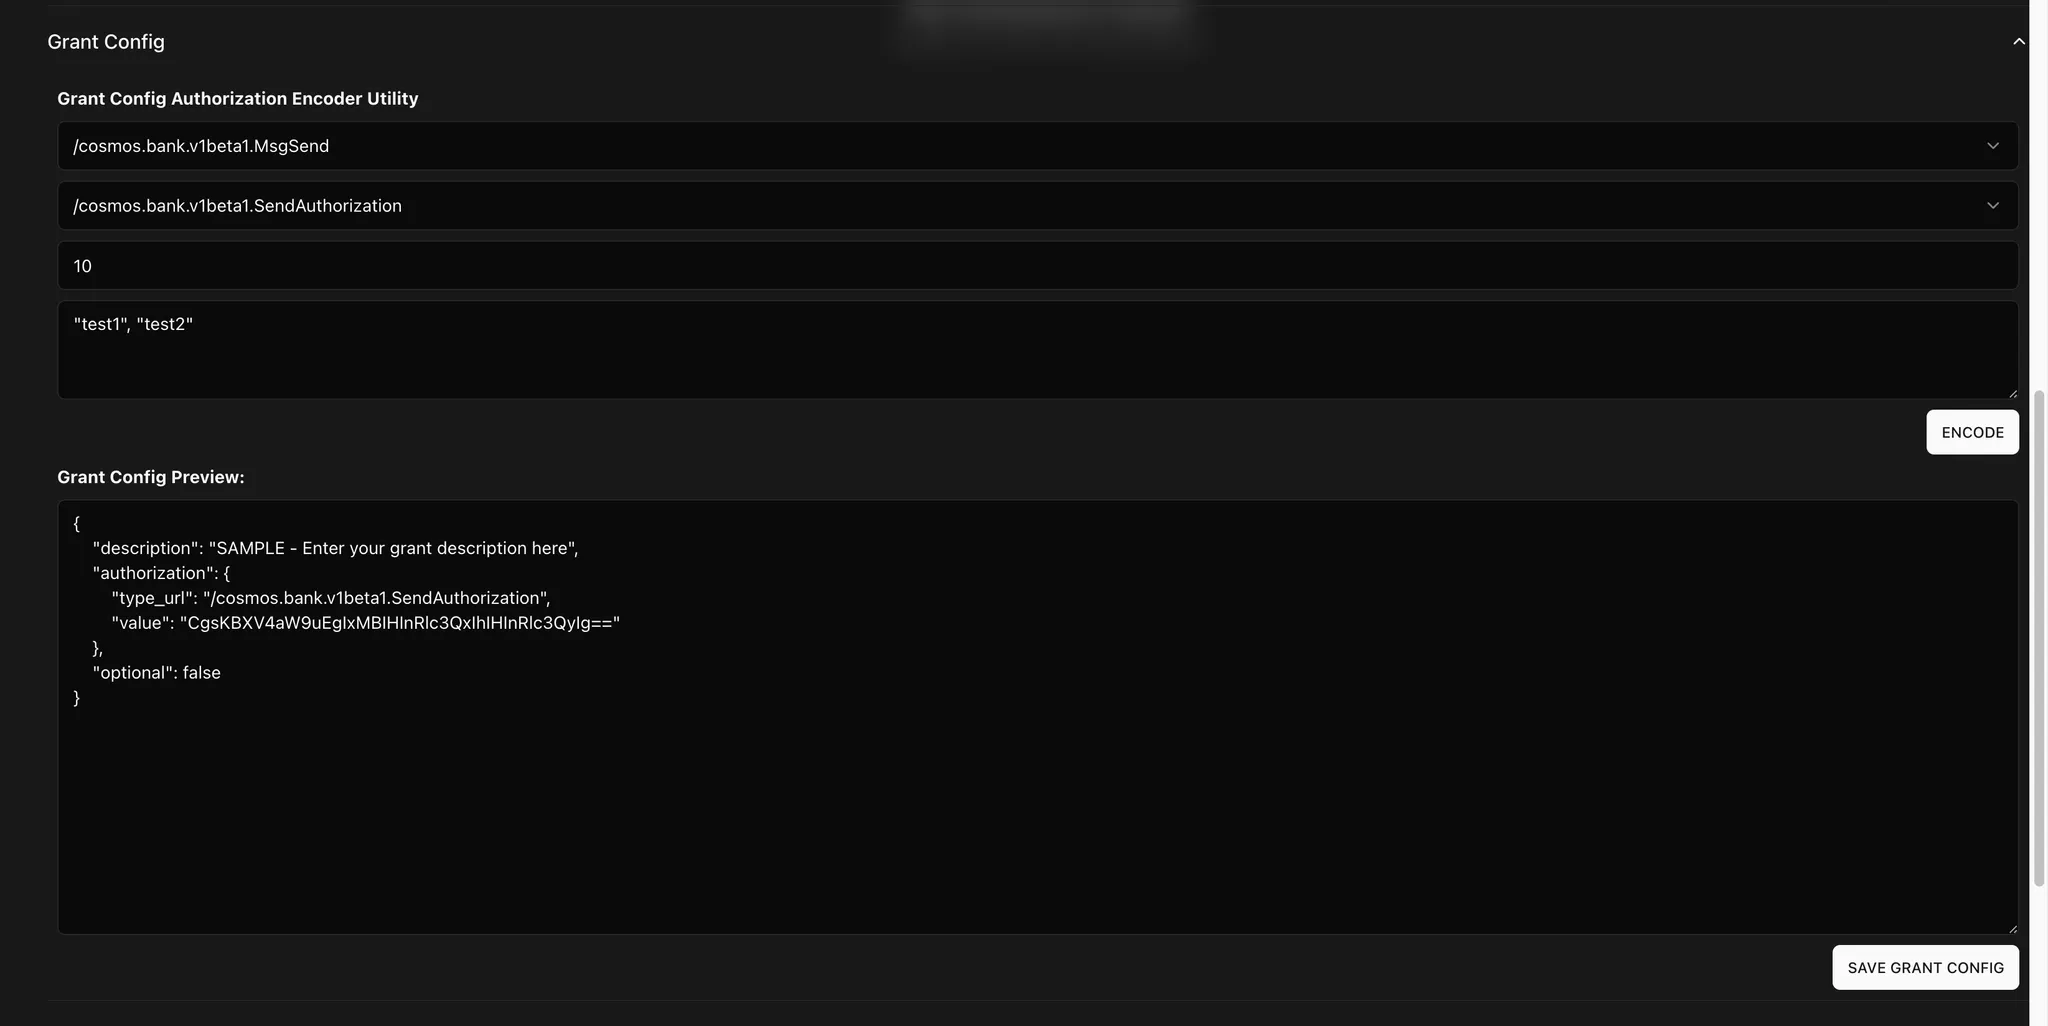 Grant Config
Grant Config Authorization Encoder Utility
/cosmos.bank.v1beta1.MsgSend
/cosmos.bank.v1beta1.SendAuthorization
10
"test1", "test2"
ENCODE
Grant Config Preview:
{
"description": "SAMPLE - Enter your grant description here",
"authorization": {
"type_url": "/cosmos.bank.v1beta1.SendAuthorization",
"value": "CgsKBXV4aW9uEgIxMBIHInRlc3QxIhIHInRlc3QyIg=="
},
"optional": false
}
SAVE GRANT CONFIG